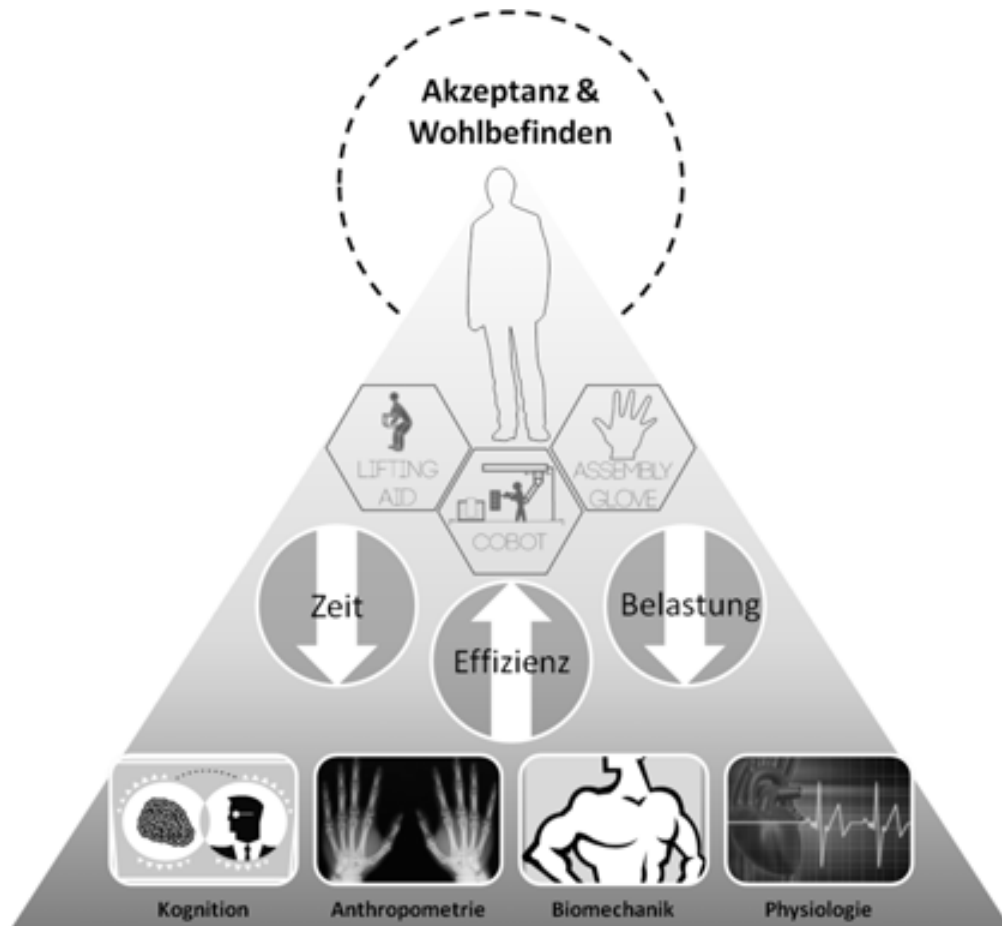 Akzeptanz &
Wohlbefinden
LIFTING
AID
COBOT
ASSEMBLY
GLOVE
Zeit
Effizienz
Belastung
Kognition
Anthropometrie
Biomechanik
Physiologie